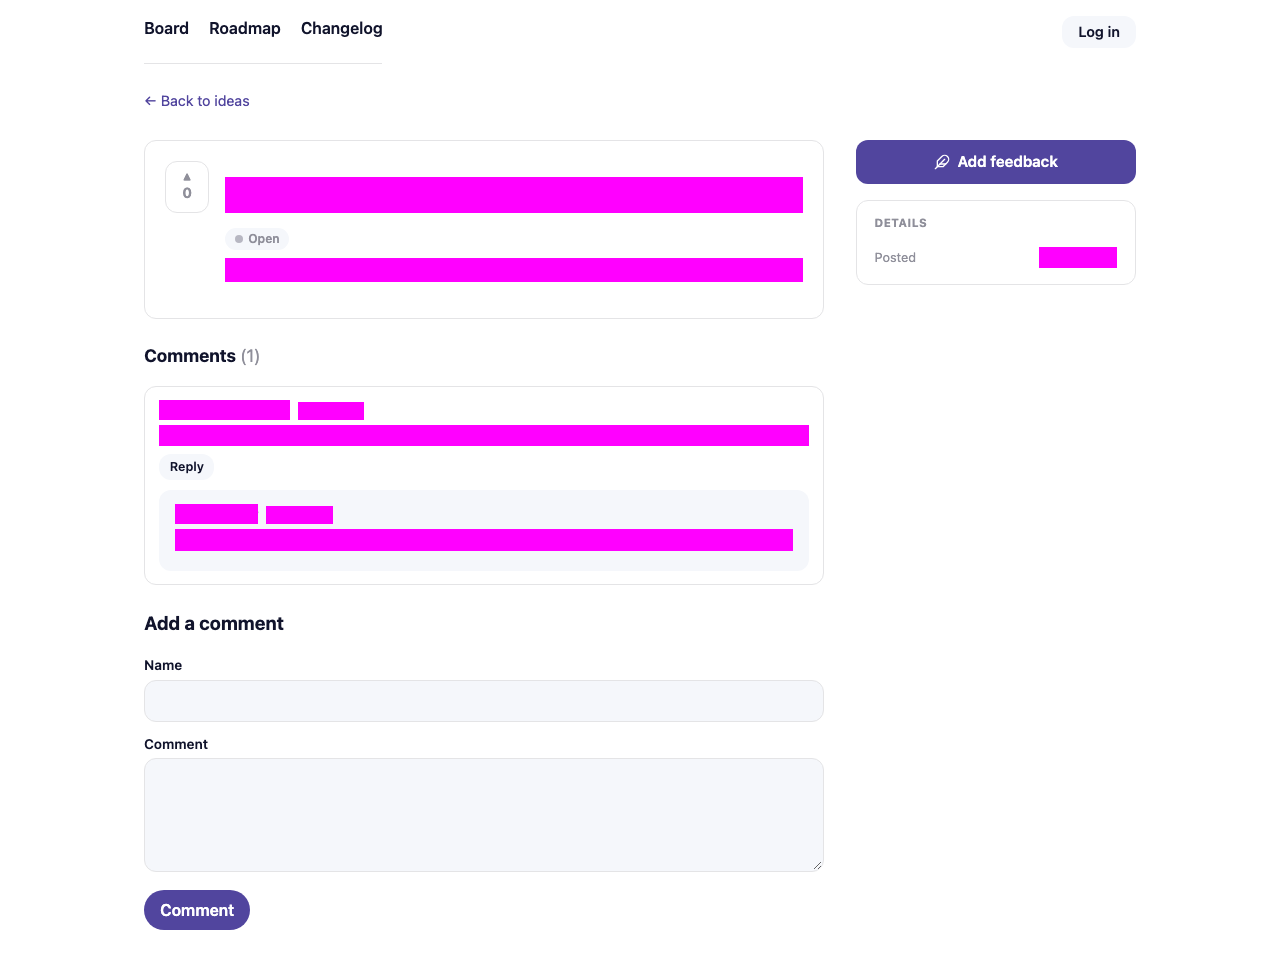 Board Roadmap Changelog
Log in
← Back to ideas
▲
0
Open
Add feedback
DETAILS
Posted
Comments (1)
Reply
Add a comment
Name
Comment
Comment